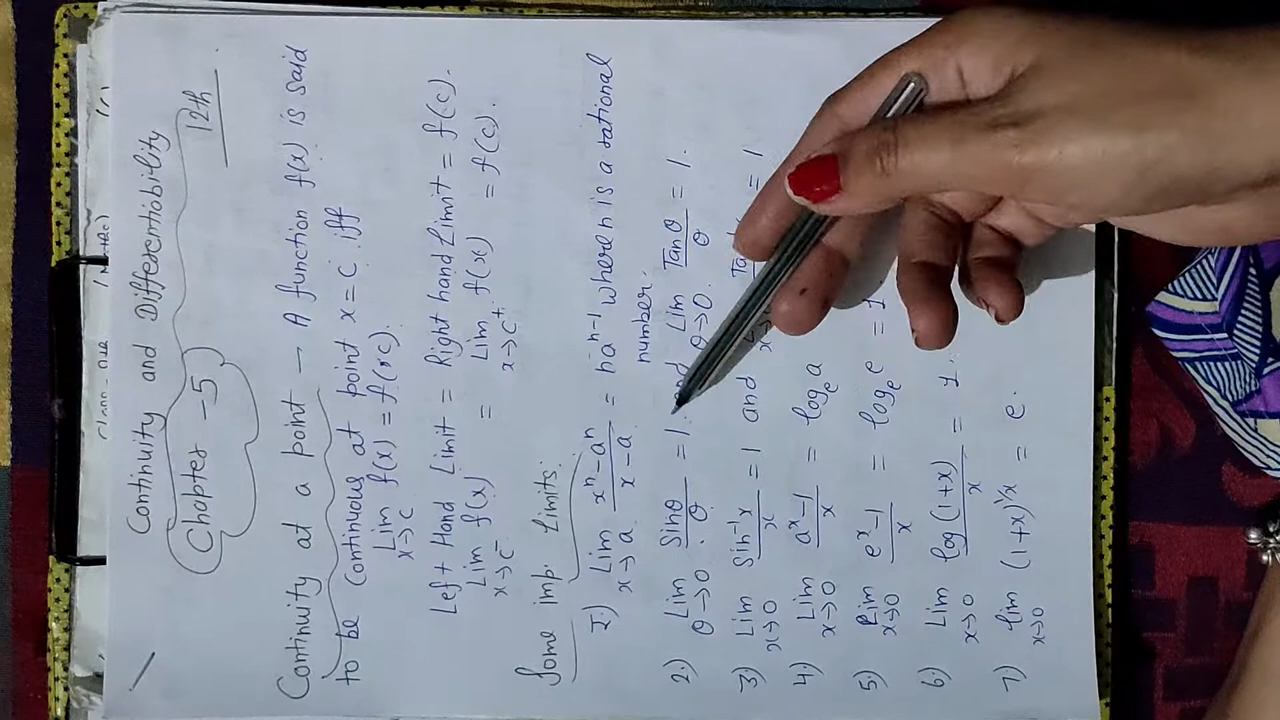 Continuity and Differentiability
Chapter - 5
12th
Continuity at a point - A function f(x) is said
to be continuous at point x = c iff
Lim f(x) = f(c).
x→c
Left Hand Limit = Right hand Limit = f(c).
Lim f(x) = Lim f(x) = f(c).
x→c⁻ x→c⁺
Some imp. Limits.
1) Lim xⁿ-aⁿ / x-a = naⁿ⁻¹ where n is a rational
x→a number.
2.) Lim Sinθ/θ = 1. and Lim Tanθ/θ = 1.
θ→0 θ→0.
3) Lim Sin⁻¹x/x = 1 and = 1
x→0
4.) Lim aˣ-1/x = logₑa
x→0
5.) Lim eˣ-1/x = logₑe = 1
x→0
6.) Lim log(1+x)/x = 1.
x→0
7) Lim (1+x)^1/x = e.
x→0